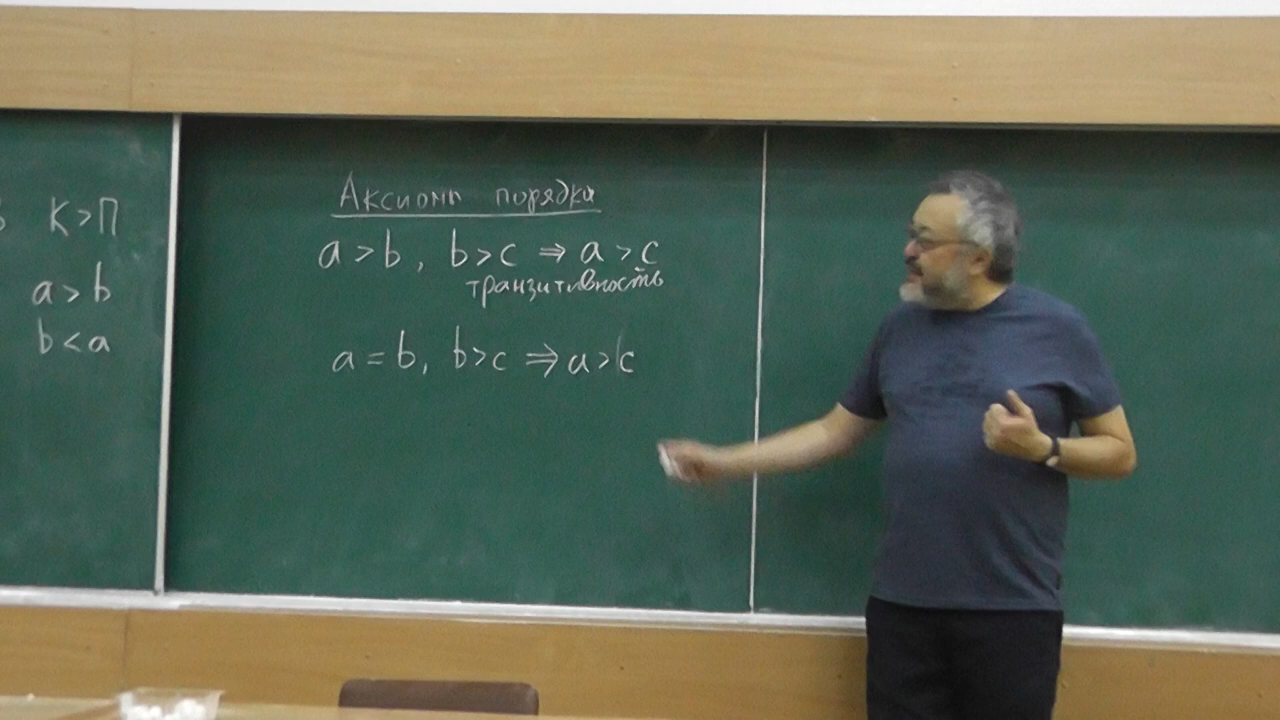 К > П
a > b
b < a
Аксиомы порядка
a > b, b > c ⇒ a > c
транзитивность
a = b, b > c ⇒ a > c